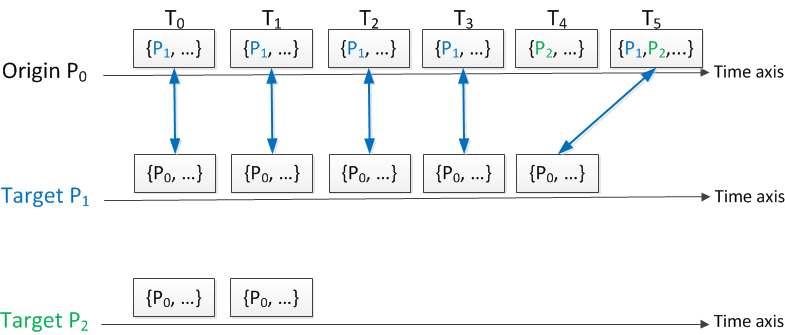 T₀ T₁ T₂ T₃ T₄ T₅
{P₁, ...} {P₁, ...} {P₁, ...} {P₁, ...} {P₂, ...} {P₁,P₂,...}
Origin P₀ Time axis
{P₀, ...} {P₀, ...} {P₀, ...} {P₀, ...} {P₀, ...}
Target P₁ Time axis
{P₀, ...} {P₀, ...}
Target P₂ Time axis